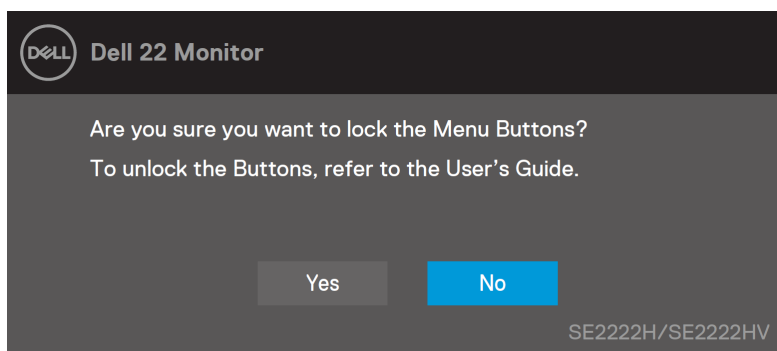 DELL Dell 22 Monitor
Are you sure you want to lock the Menu Buttons?
To unlock the Buttons, refer to the User’s Guide.
Yes No
SE2222H/SE2222HV